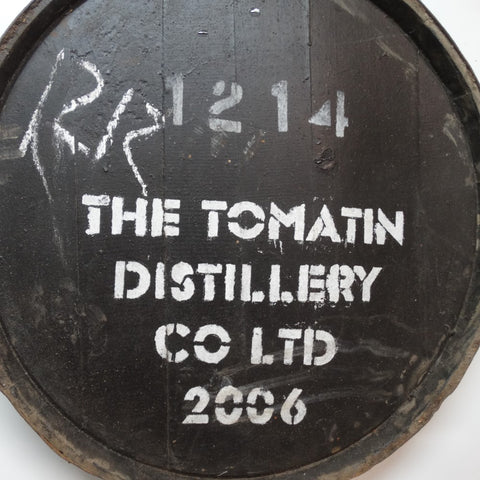 RR 1214
THE TOMATIN
DISTILLERY
CO LTD
2006